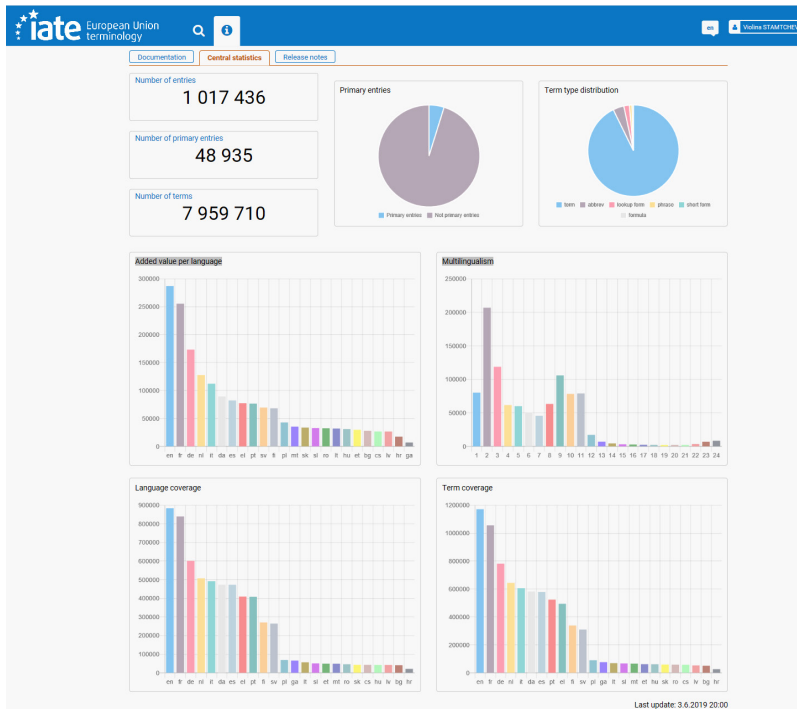 iate European Union
terminology
en
Violina STAMTCHEV
Documentation
Central statistics
Release notes
Number of entries
1 017 436
Number of primary entries
48 935
Number of terms
7 959 710
Primary entries
Primary entries Not primary entries
Term type distribution
term abbrev lookup form phrase short form
formula
Added value per language
300000
250000
200000
150000
100000
50000
0
en fr de nl it da es el pt sv fi pl mt sk sl ro lt hu et bg cs lv hr ga
Multilingualism
250000
200000
150000
100000
50000
0
1 2 3 4 5 6 7 8 9 10 11 12 13 14 15 16 17 18 19 20 21 22 23 24
Language coverage
900000
800000
700000
600000
500000
400000
300000
200000
100000
0
en fr de nl it da es el pt fi sv pl ga lt sl et mt ro sk cs hu lv bg hr
Term coverage
1200000
1000000
800000
600000
400000
200000
0
en fr de nl it da es pt el fi sv pl ga sl mt lt et hu sk ro cs lv bg hr
Last update: 3.6.2019 20:00